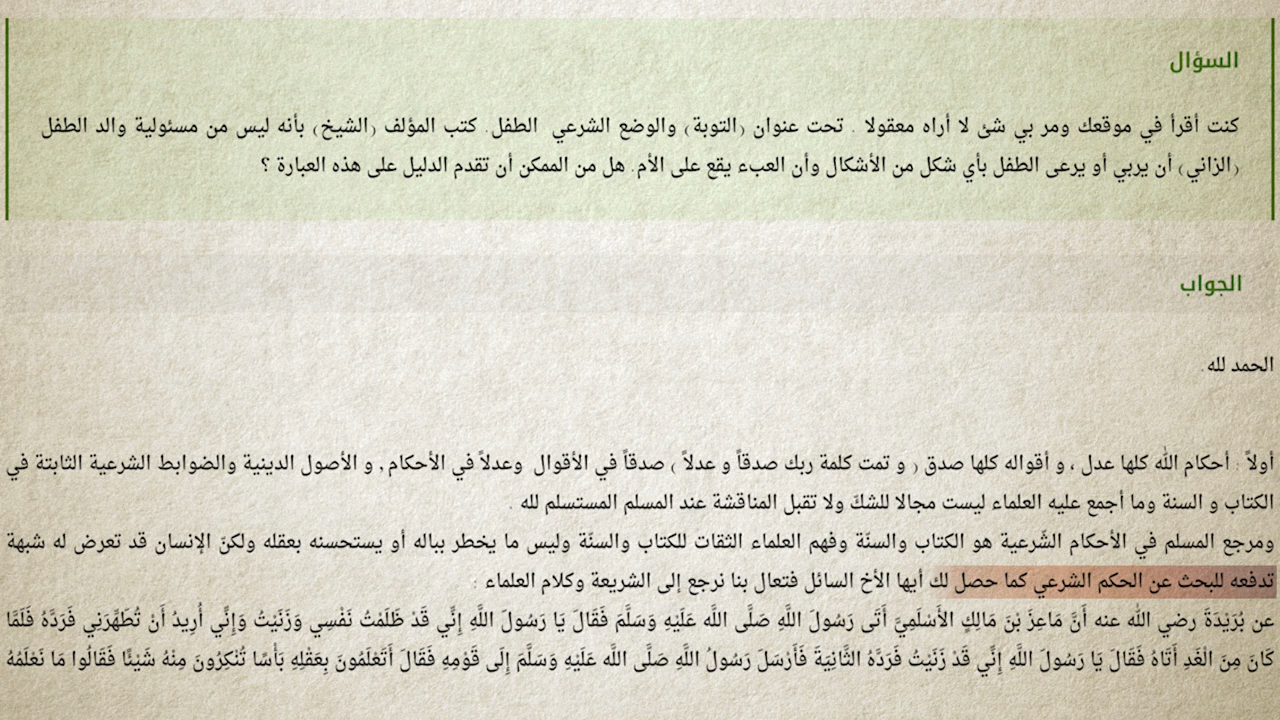 السؤال
كنت أقرأ في موقعك ومر بي شئ لا أراه معقولا . تحت عنوان (التوبة) والوضع الشرعي الطفل. كتب المؤلف (الشيخ) بأنه ليس من مسئولية والد الطفل
(الزاني) أن يربي أو يرعى الطفل بأي شكل من الأشكال وأن العبء يقع على الأم. هل من الممكن أن تقدم الدليل على هذه العبارة ؟
الجواب
الحمد لله.
أولاً : أحكام الله كلها عدل ، و أقواله كلها صدق ( و تمت كلمة ربك صدقاً و عدلاً ) صدقاً في الأقوال وعدلاً في الأحكام , و الأصول الدينية والضوابط الشرعية الثابتة في
الكتاب و السنة وما أجمع عليه العلماء ليست مجالا للشكّ ولا تقبل المناقشة عند المسلم المستسلم لله .
ومرجع المسلم في الأحكام الشّرعية هو الكتاب والسنّة وفهم العلماء الثقات للكتاب والسنّة وليس ما يخطر بباله أو يستحسنه بعقله ولكنّ الإنسان قد تعرض له شبهة
تدفعه للبحث عن الحكم الشرعي كما حصل لك أيها الأخ السائل فتعال بنا نرجع إلى الشريعة وكلام العلماء :
عن بُرَيْدَةَ رضي الله عنه أَنَّ مَاعِزَ بْنَ مَالِكٍ الأَسْلَمِيَّ أَتَى رَسُولَ اللَّهِ صَلَّى اللَّه عَلَيْهِ وَسَلَّمَ فَقَالَ يَا رَسُولَ اللَّهِ إِنِّي قَدْ ظَلَمْتُ نَفْسِي وَزَنَيْتُ وَإِنِّي أُرِيدُ أَنْ تُطَهِّرَنِي فَرَدَّهُ فَلَمَّا
كَانَ مِنَ الْغَدِ أَتَاهُ فَقَالَ يَا رَسُولَ اللَّهِ إِنِّي قَدْ زَنَيْتُ فَرَدَّهُ الثَّانِيَةَ فَأَرْسَلَ رَسُولُ اللَّهِ صَلَّى اللَّه عَلَيْهِ وَسَلَّمَ إِلَى قَوْمِهِ فَقَالَ أَتَعْلَمُونَ بِعَقْلِهِ بَأْسًا تُنْكِرُونَ مِنْهُ شَيْئًا فَقَالُوا مَا نَعْلَمُهُ